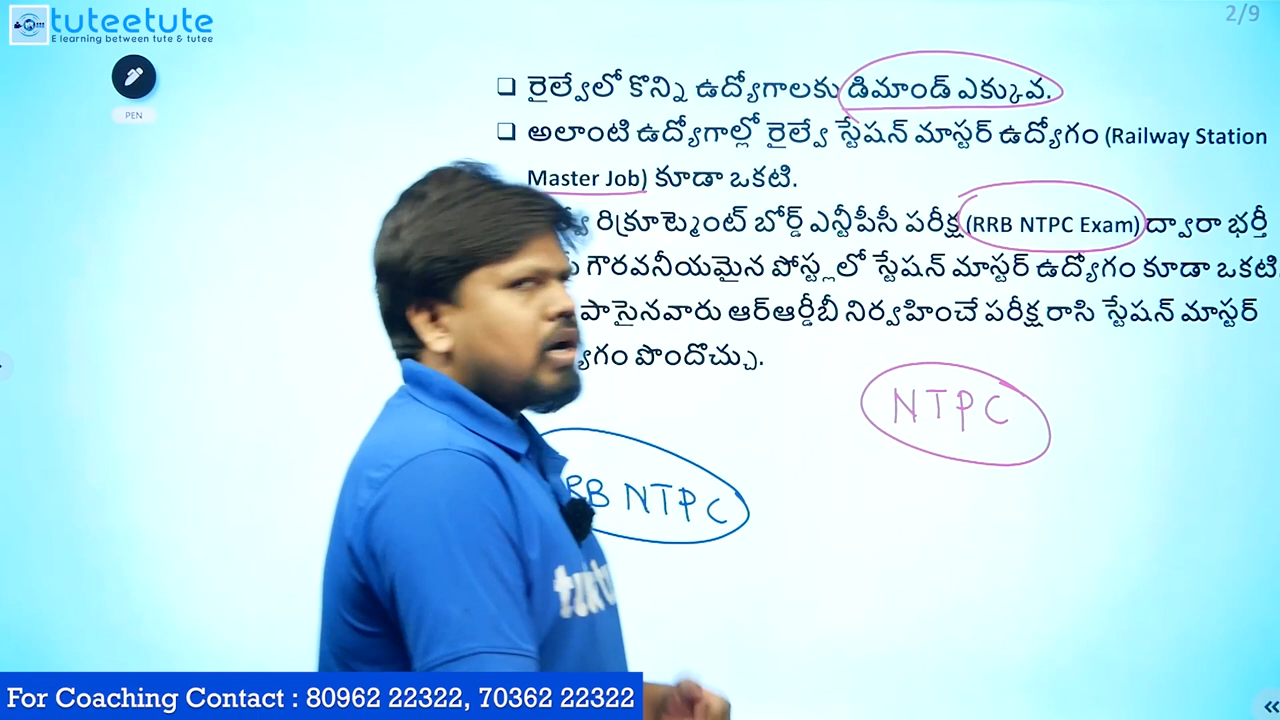 tuteetute
E learning between tute & tutee
2/9
PEN
❑ రైల్వేలో కొన్ని ఉద్యోగాలకు డిమాండ్ ఎక్కువ.
❑ అలాంటి ఉద్యోగాల్లో రైల్వే స్టేషన్ మాస్టర్ ఉద్యోగం (Railway Station
Master Job) కూడా ఒకటి.
రిక్రూట్మెంట్ బోర్డ్ ఎన్టీపీసీ పరీక్ష (RRB NTPC Exam) ద్వారా భర్తీ
గౌరవనీయమైన పోస్ట్లలో స్టేషన్ మాస్టర్ ఉద్యోగం కూడా ఒకటి.
పాసైనవారు ఆర్ఆర్డీబీ నిర్వహించే పరీక్ష రాసి స్టేషన్ మాస్టర్
పొందొచ్చు.
NTPC
RB NTPC
For Coaching Contact : 80962 22322, 70362 22322